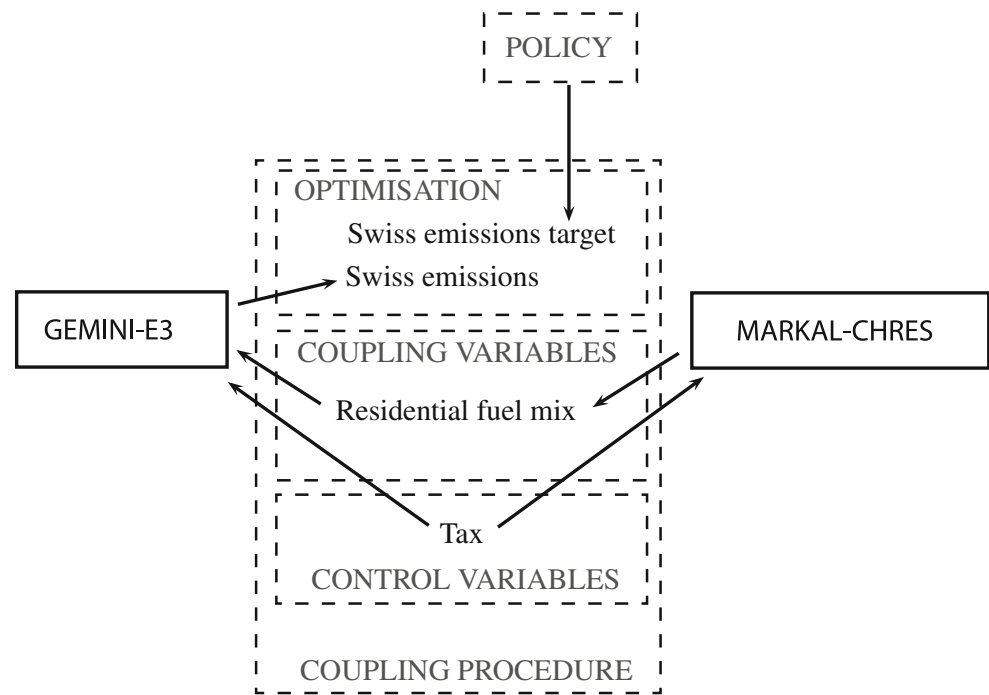 POLICY
OPTIMISATION
Swiss emissions target
Swiss emissions
GEMINI-E3
MARKAL-CHRES
COUPLING VARIABLES
Residential fuel mix
Tax
CONTROL VARIABLES
COUPLING PROCEDURE